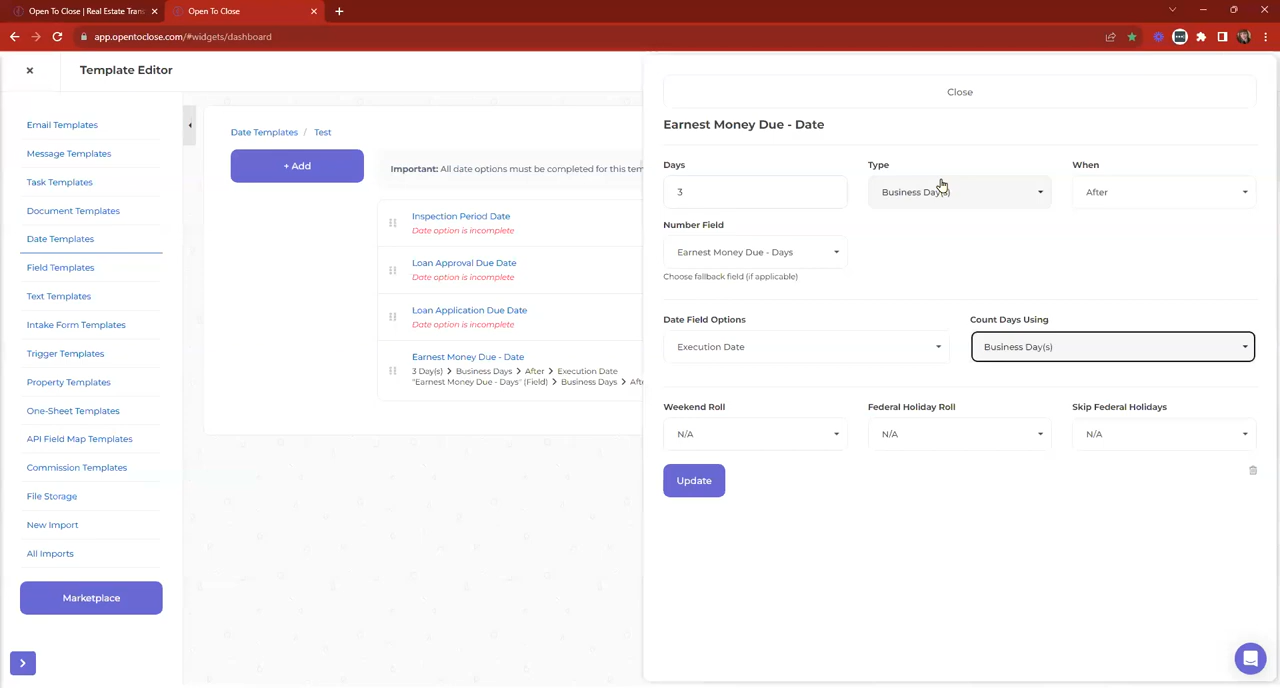 Open To Close | Real Estate Tran
Open To Close
app.opentoclose.com/#widgets/dashboard
Template Editor
Email Templates
Message Templates
Task Templates
Document Templates
Date Templates
Field Templates
Text Templates
Intake Form Templates
Trigger Templates
Property Templates
One-Sheet Templates
API Field Map Templates
Commission Templates
File Storage
New Import
All Imports
Marketplace
Date Templates / Test
+ Add
Important: All date options must be completed for this tem
Inspection Period Date
Date option is incomplete
Loan Approval Due Date
Date option is incomplete
Loan Application Due Date
Date option is incomplete
Earnest Money Due - Date
3 Day(s) > Business Days > After > Execution Date
"Earnest Money Due - Days" (Field) > Business Days > Aft
Close
Earnest Money Due - Date
Days
Type
When
3
Business Day(s)
After
Number Field
Earnest Money Due - Days
Choose fallback field (if applicable)
Date Field Options
Count Days Using
Execution Date
Business Day(s)
Weekend Roll
Federal Holiday Roll
Skip Federal Holidays
N/A
N/A
N/A
Update